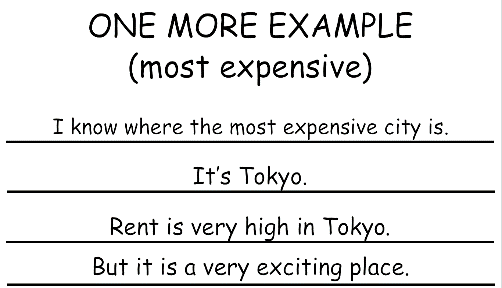 ONE MORE EXAMPLE
(most expensive)
I know where the most expensive city is.
It's Tokyo.
Rent is very high in Tokyo.
But it is a very exciting place.